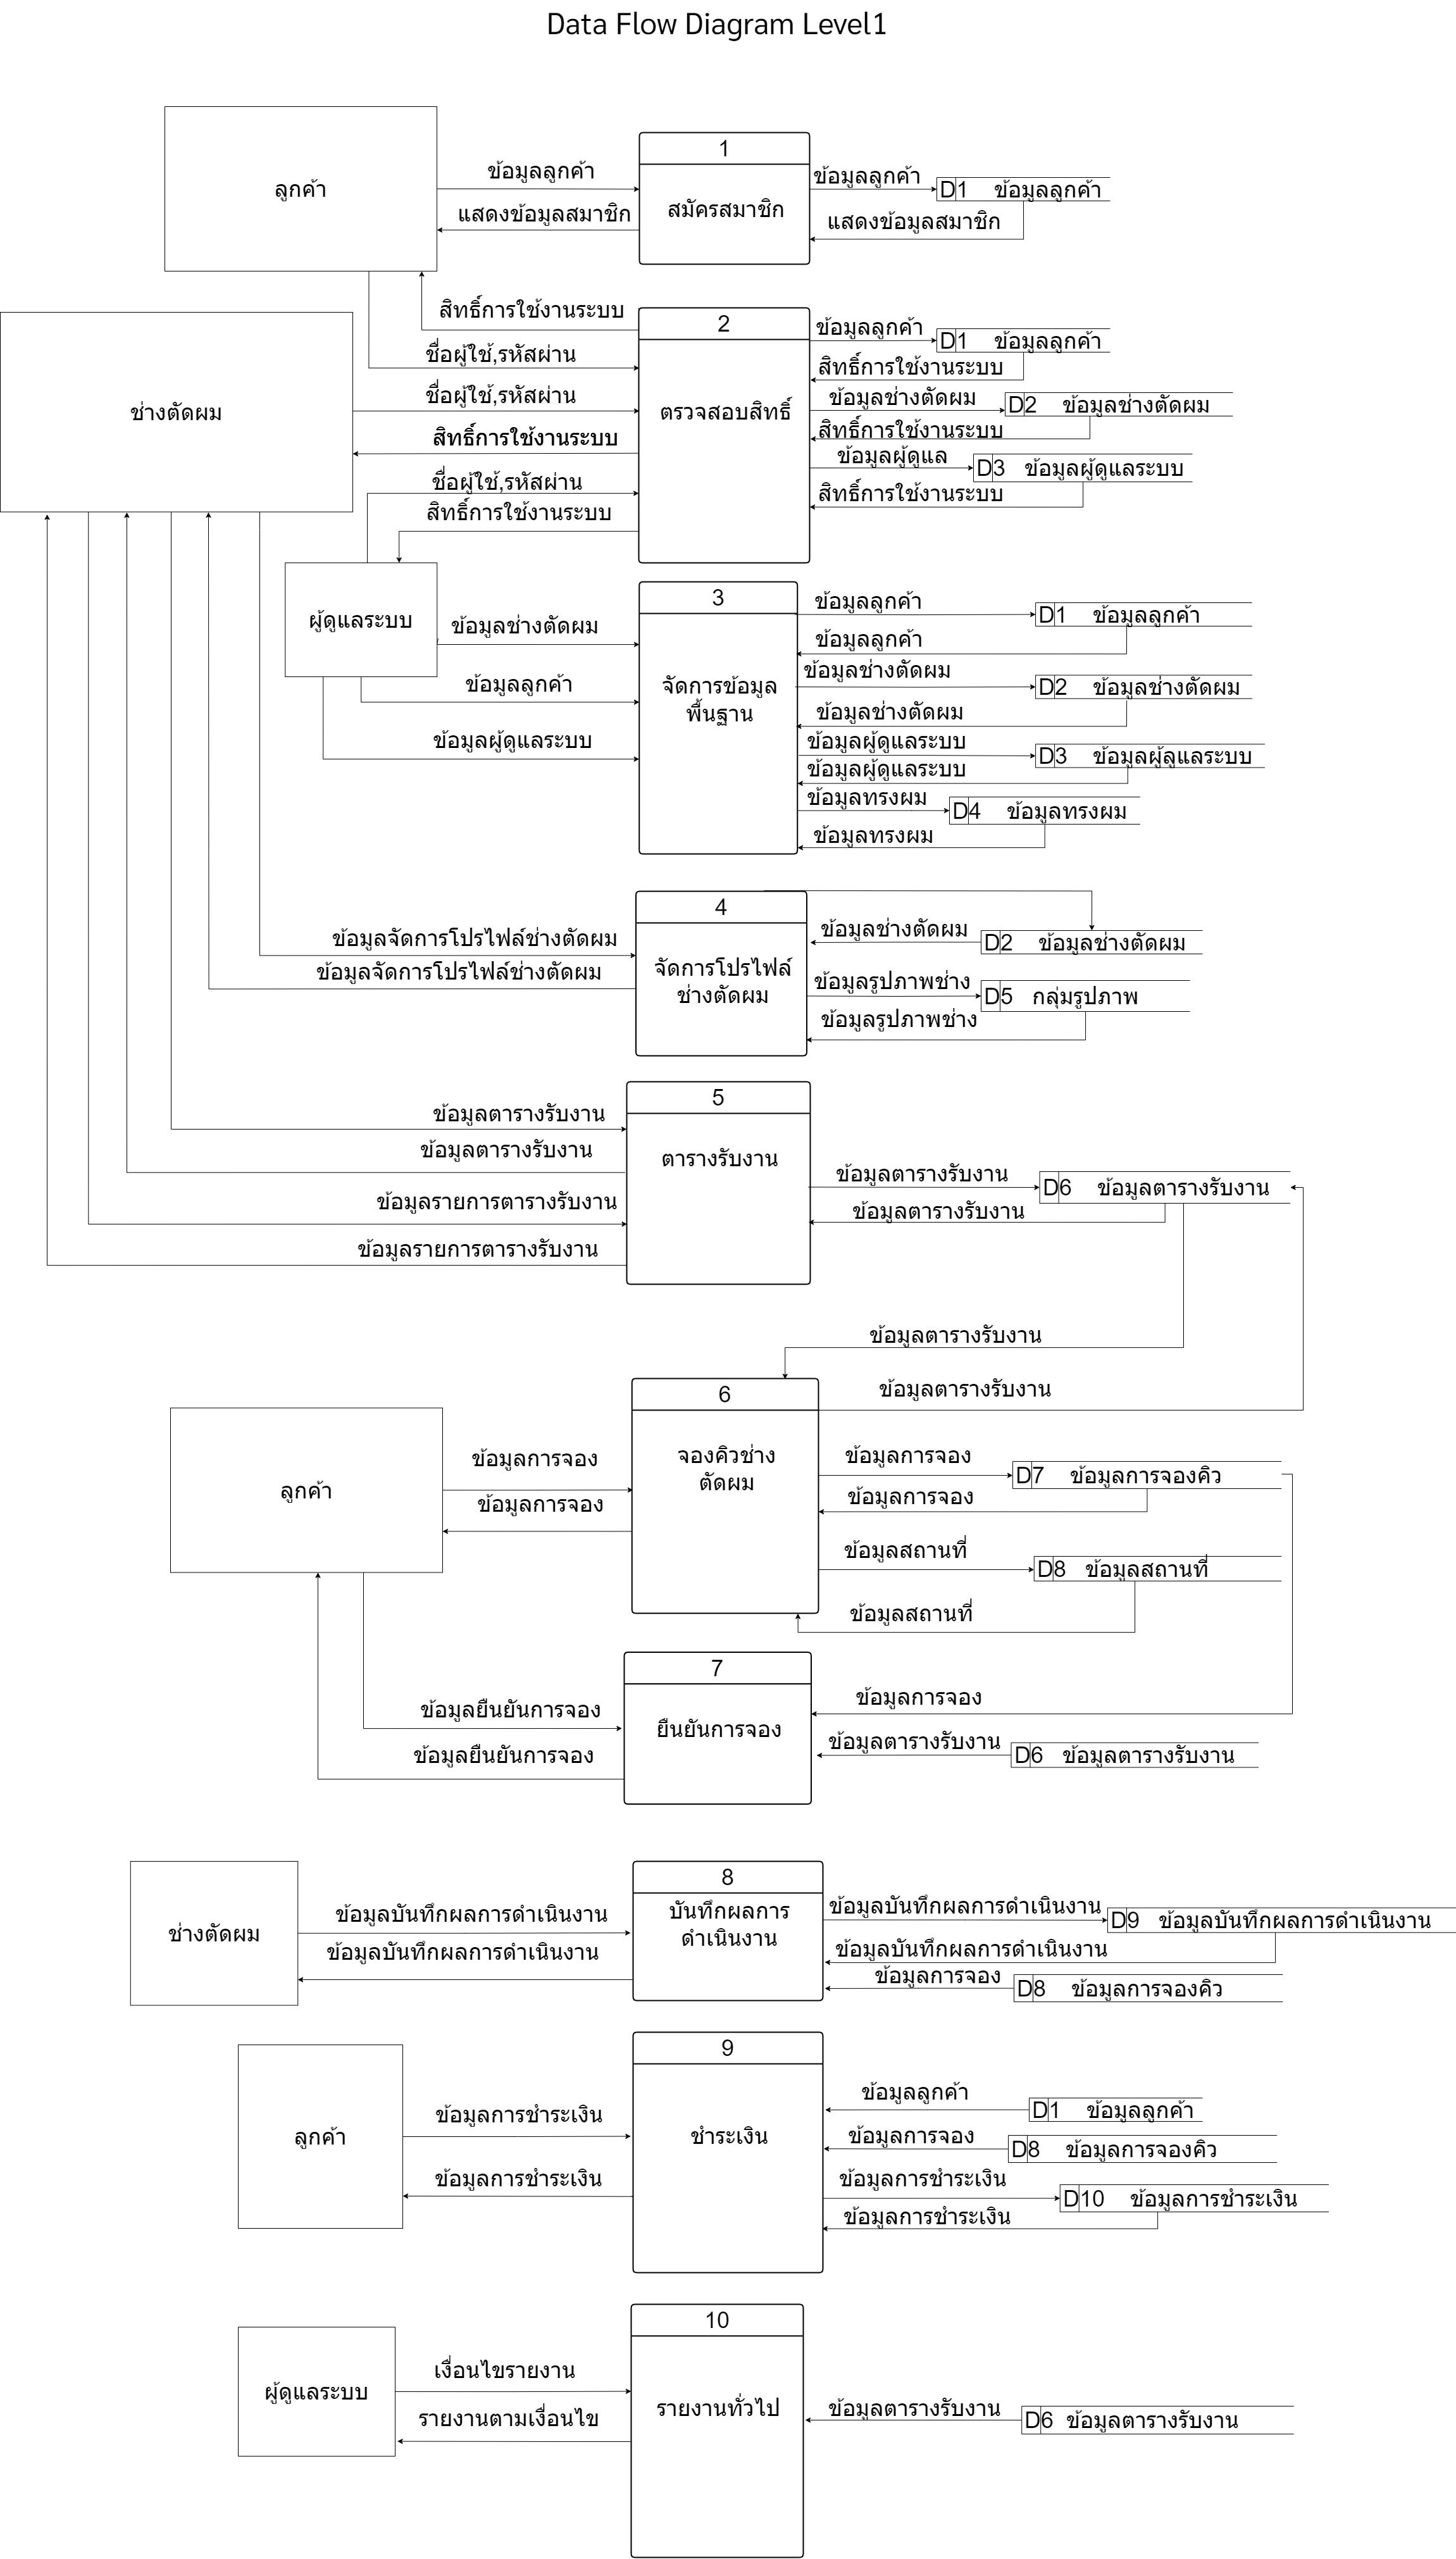 Data Flow Diagram Level1
ลูกค้า
ข้อมูลลูกค้า
แสดงข้อมูลสมาชิก
1
สมัครสมาชิก
ข้อมูลลูกค้า
D1 ข้อมูลลูกค้า
แสดงข้อมูลสมาชิก
ช่างตัดผม
สิทธิ์การใช้งานระบบ
ชื่อผู้ใช้,รหัสผ่าน
ชื่อผู้ใช้,รหัสผ่าน
สิทธิ์การใช้งานระบบ
ชื่อผู้ใช้,รหัสผ่าน
สิทธิ์การใช้งานระบบ
2
ตรวจสอบสิทธิ์
ข้อมูลลูกค้า
D1 ข้อมูลลูกค้า
สิทธิ์การใช้งานระบบ
ข้อมูลช่างตัดผม
D2 ข้อมูลช่างตัดผม
สิทธิ์การใช้งานระบบ
ข้อมูลผู้ดูแล
D3 ข้อมูลผู้ดูแลระบบ
สิทธิ์การใช้งานระบบ
ผู้ดูแลระบบ
ข้อมูลช่างตัดผม
ข้อมูลลูกค้า
ข้อมูลผู้ดูแลระบบ
3
จัดการข้อมูล
พื้นฐาน
ข้อมูลลูกค้า
D1 ข้อมูลลูกค้า
ข้อมูลลูกค้า
ข้อมูลช่างตัดผม
D2 ข้อมูลช่างตัดผม
ข้อมูลช่างตัดผม
ข้อมูลผู้ดูแลระบบ
D3 ข้อมูลผู้ลูแลระบบ
ข้อมูลผู้ดูแลระบบ
ข้อมูลทรงผม
D4 ข้อมูลทรงผม
ข้อมูลทรงผม
ข้อมูลจัดการโปรไฟล์ช่างตัดผม
ข้อมูลจัดการโปรไฟล์ช่างตัดผม
4
จัดการโปรไฟล์
ช่างตัดผม
ข้อมูลช่างตัดผม
D2 ข้อมูลช่างตัดผม
ข้อมูลรูปภาพช่าง
D5 กลุ่มรูปภาพ
ข้อมูลรูปภาพช่าง
ข้อมูลตารางรับงาน
ข้อมูลตารางรับงาน
ข้อมูลรายการตารางรับงาน
ข้อมูลรายการตารางรับงาน
5
ตารางรับงาน
ข้อมูลตารางรับงาน
D6 ข้อมูลตารางรับงาน
ข้อมูลตารางรับงาน
ข้อมูลตารางรับงาน
ข้อมูลตารางรับงาน
ลูกค้า
ข้อมูลการจอง
ข้อมูลการจอง
6
จองคิวช่าง
ตัดผม
ข้อมูลการจอง
D7 ข้อมูลการจองคิว
ข้อมูลการจอง
ข้อมูลสถานที่
D8 ข้อมูลสถานที่
ข้อมูลสถานที่
ข้อมูลยืนยันการจอง
ข้อมูลยืนยันการจอง
7
ยืนยันการจอง
ข้อมูลการจอง
ข้อมูลตารางรับงาน
D6 ข้อมูลตารางรับงาน
ช่างตัดผม
ข้อมูลบันทึกผลการดำเนินงาน
ข้อมูลบันทึกผลการดำเนินงาน
8
บันทึกผลการ
ดำเนินงาน
ข้อมูลบันทึกผลการดำเนินงาน
D9 ข้อมูลบันทึกผลการดำเนินงาน
ข้อมูลบันทึกผลการดำเนินงาน
ข้อมูลการจอง
D8 ข้อมูลการจองคิว
ลูกค้า
ข้อมูลการชำระเงิน
ข้อมูลการชำระเงิน
9
ชำระเงิน
ข้อมูลลูกค้า
D1 ข้อมูลลูกค้า
ข้อมูลการจอง
D8 ข้อมูลการจองคิว
ข้อมูลการชำระเงิน
D10 ข้อมูลการชำระเงิน
ข้อมูลการชำระเงิน
ผู้ดูแลระบบ
เงื่อนไขรายงาน
รายงานตามเงื่อนไข
10
รายงานทั่วไป
ข้อมูลตารางรับงาน
D6 ข้อมูลตารางรับงาน